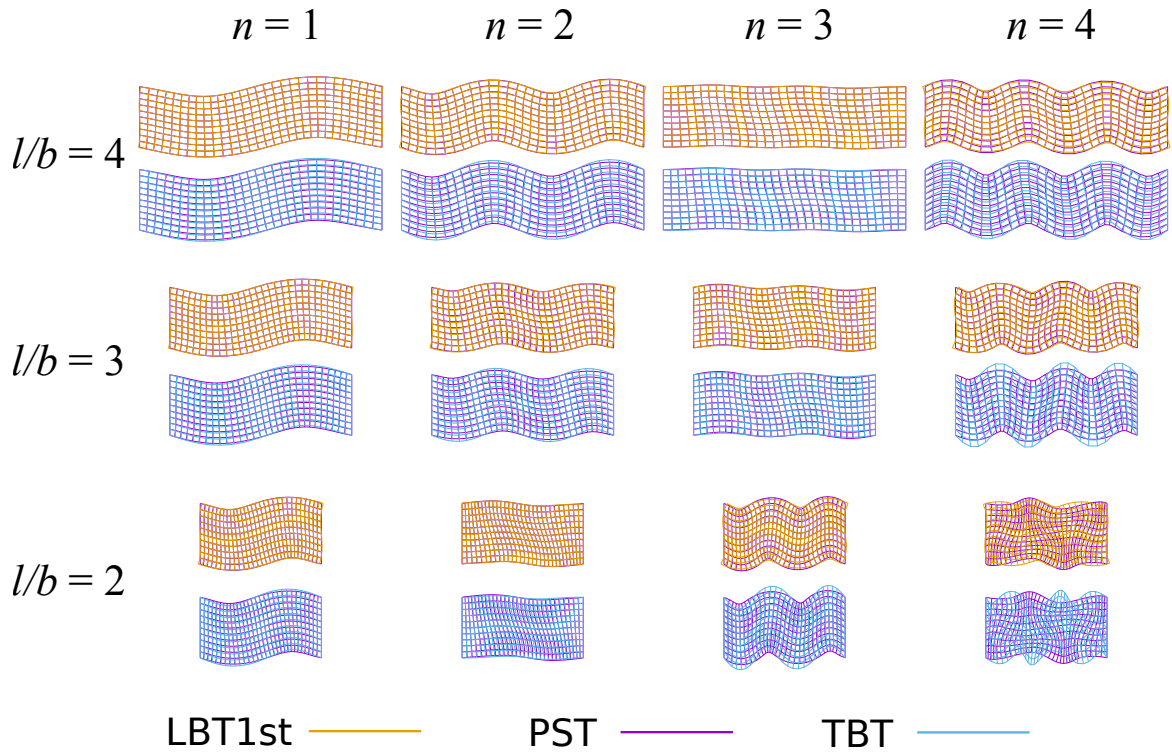 n = 1 n = 2 n = 3 n = 4
l/b = 4
l/b = 3
l/b = 2
LBT1st PST TBT